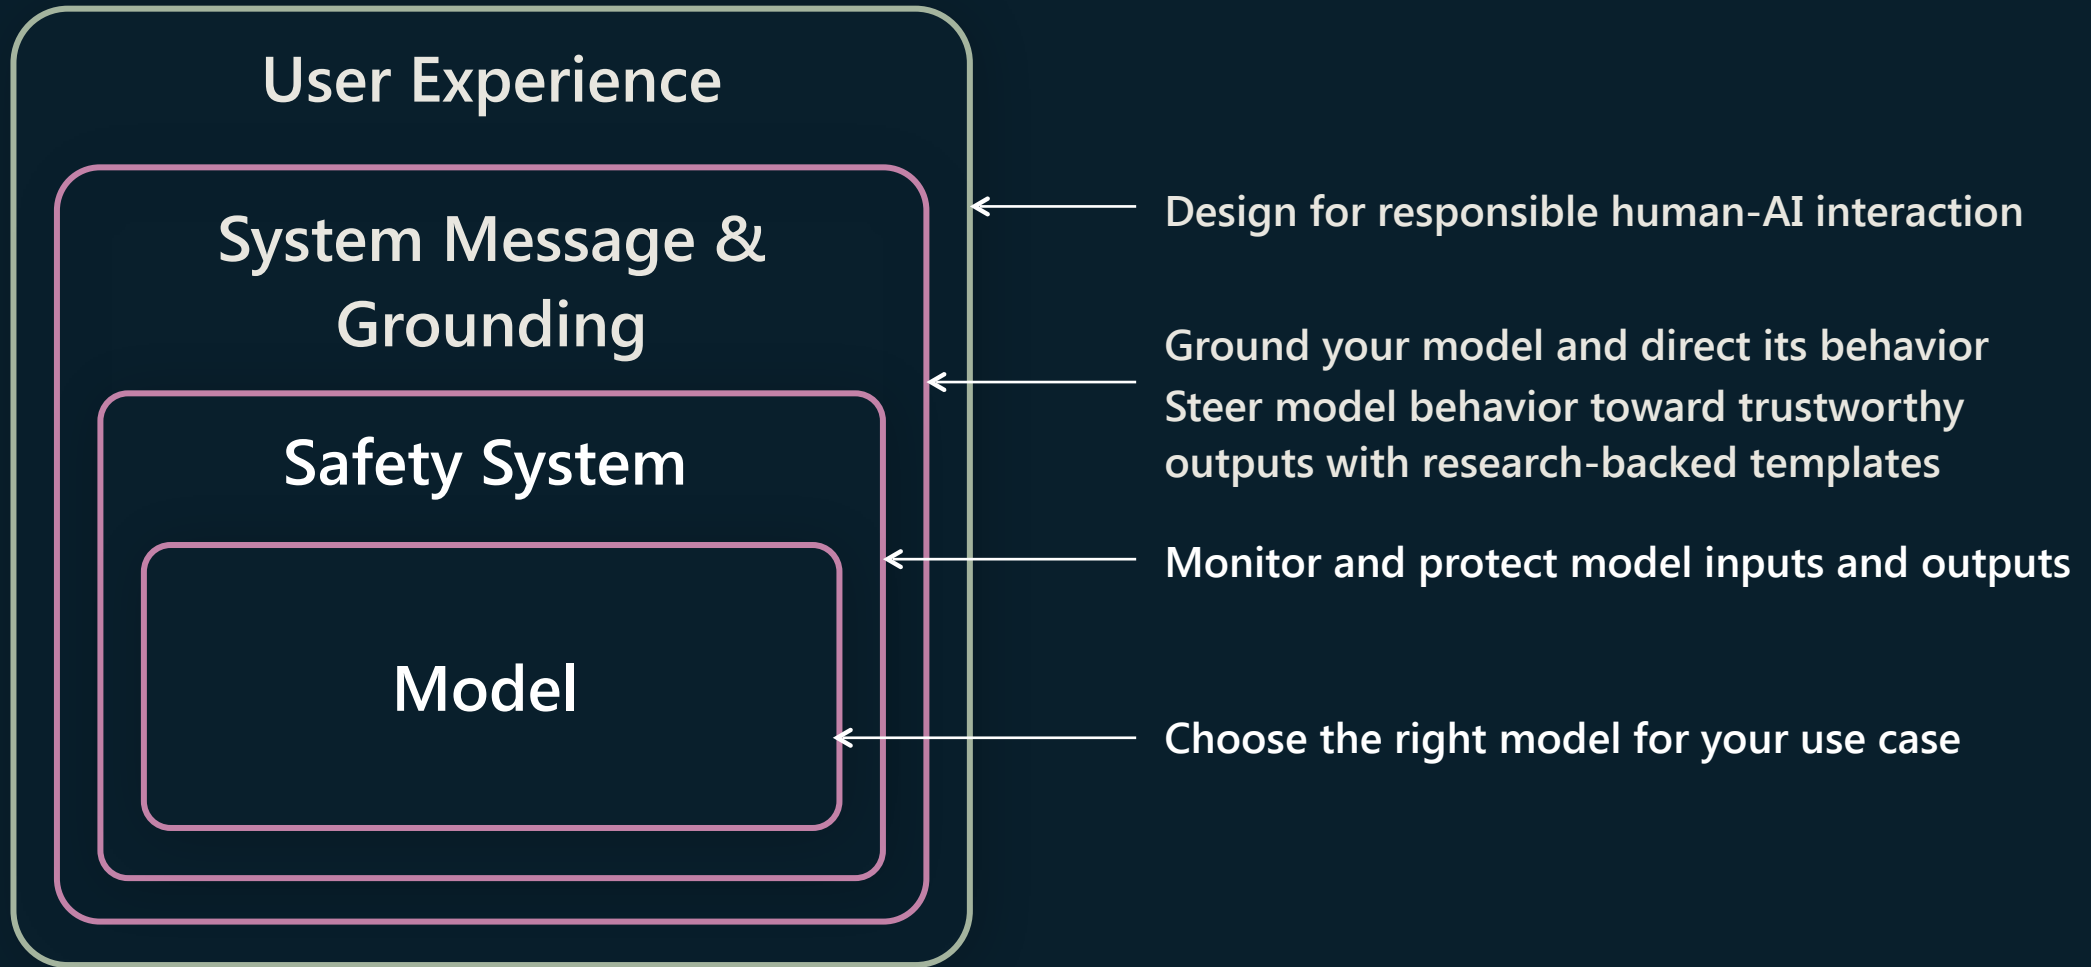 User Experience
System Message &
Grounding
Safety System
Model
Design for responsible human-AI interaction
Ground your model and direct its behavior
Steer model behavior toward trustworthy
outputs with research-backed templates
Monitor and protect model inputs and outputs
Choose the right model for your use case